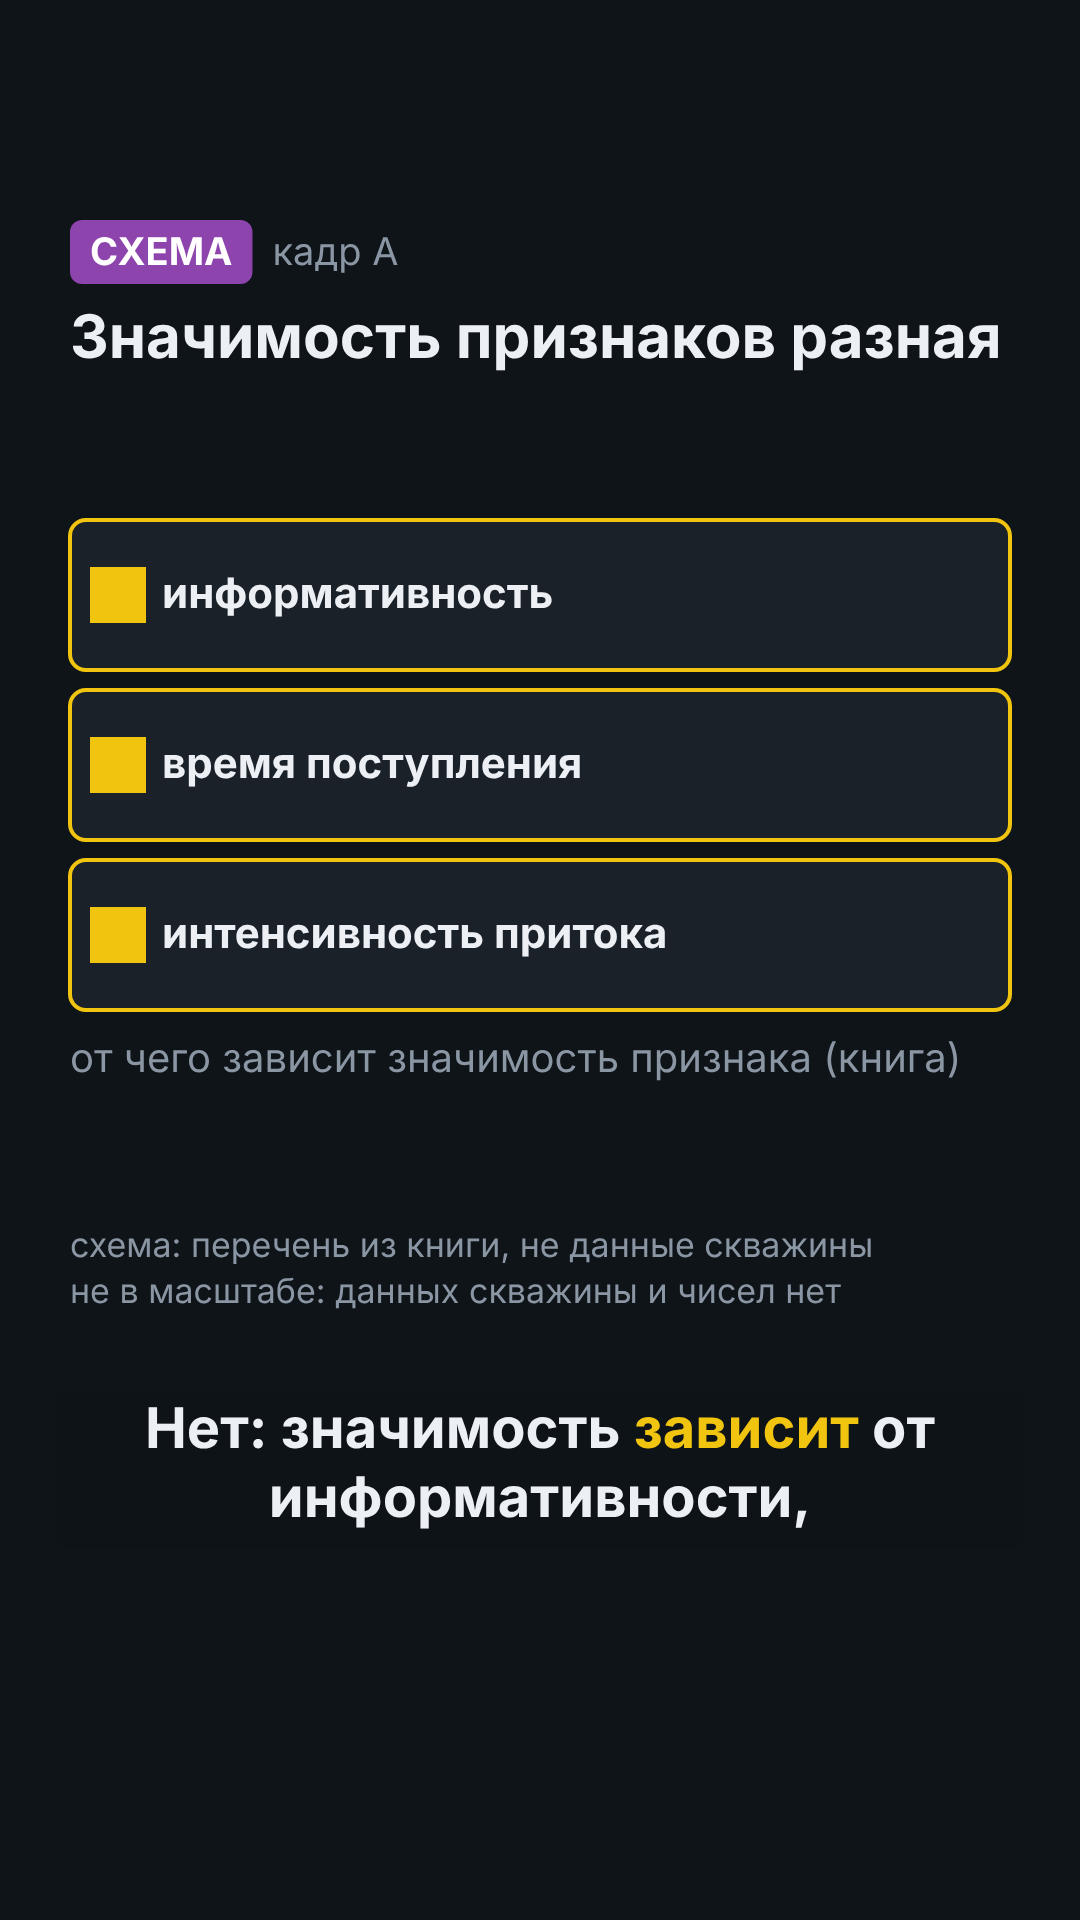 СХЕМА кадр А
Значимость признаков разная
информативность
время поступления
интенсивность притока
от чего зависит значимость признака (книга)
схема: перечень из книги, не данные скважины
не в масштабе: данных скважины и чисел нет
Нет: значимость зависит от
информативности,